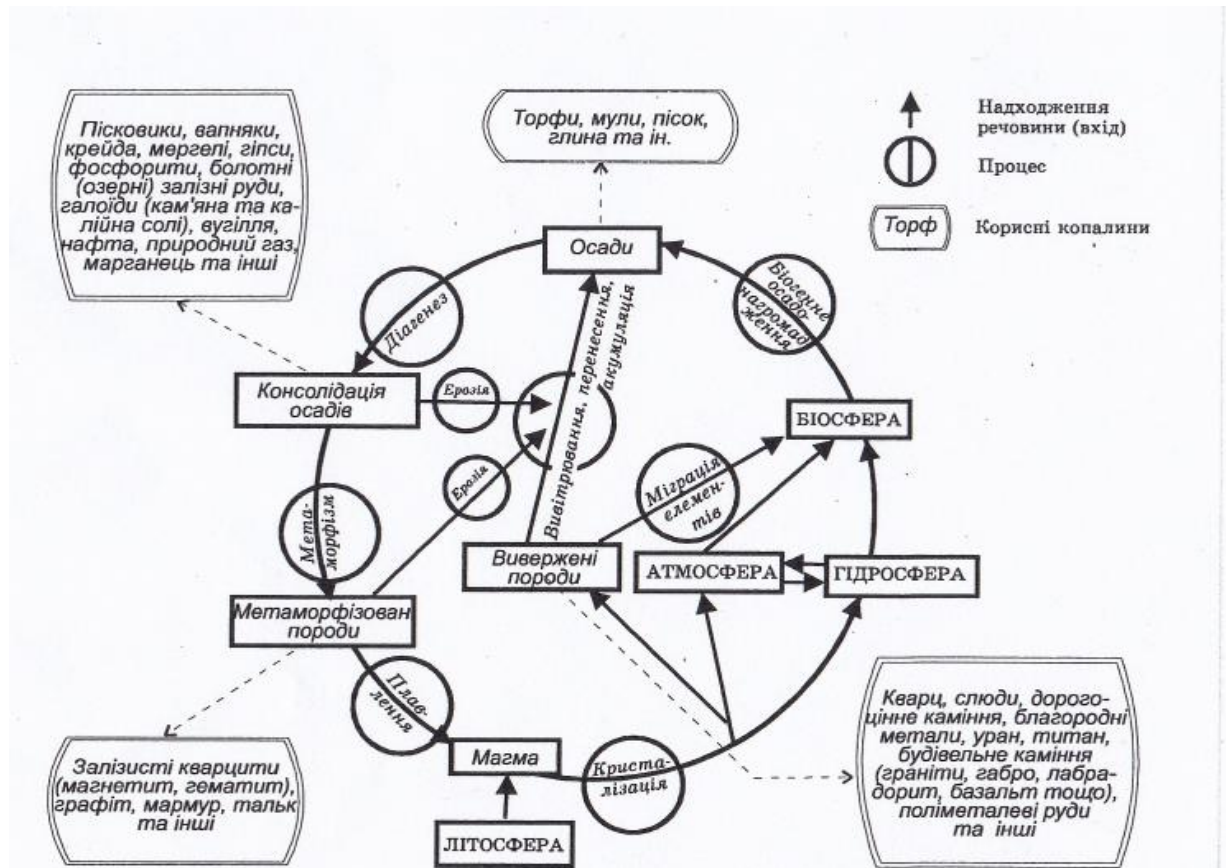 Пісковики, вапняки,
крейда, мергелі, гіпси,
фосфорити, болотні
(озерні) залізні руди,
галоїди (кам'яна та ка-
лійна солі), вугілля,
нафта, природний газ,
марганець та інші
Торфи, мули, пісок,
глина та ін.
Надходження
речовини (вхід)
Процес
Торф
Корисні копалини
Осади
Біогенне
осадо-
нагромад
ження
Діагенез
Вивітрювання, перенесення,
акумуляція
Консолідація
осадів
Ерозія
БІОСФЕРА
Ерозія
Міграція
елемен-
тів
Мета-
морфізм
Вивержені
породи
АТМОСФЕРА
ГІДРОСФЕРА
Метаморфізован
породи
Плав-
лення
Магма
Криста-
лізація
ЛІТОСФЕРА
Залізисті кварцити
(магнетит, гематит),
графіт, мармур, тальк
та інші
Кварц, слюди, дорого-
цінне каміння, благородні
метали, уран, титан,
будівельне каміння
(граніти, габро, лабра-
дорит, базальт тощо),
поліметалеві руди
та інші